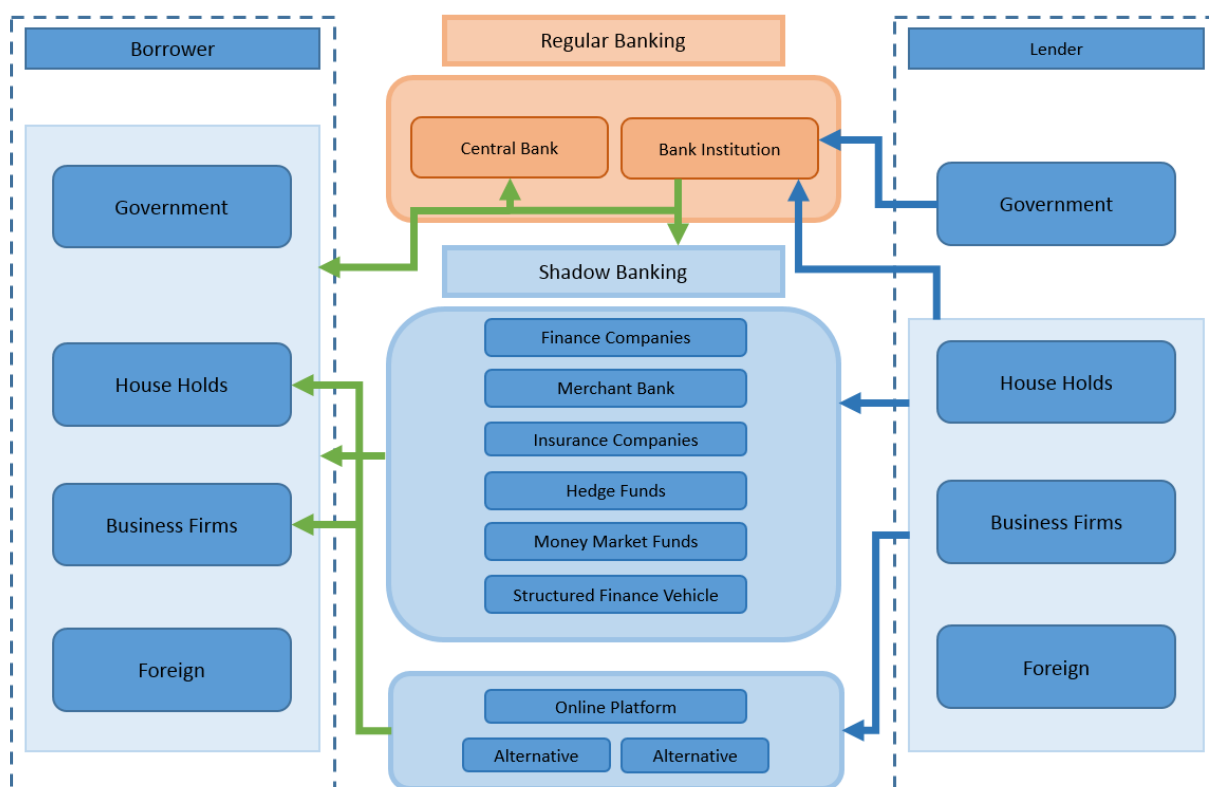 Borrower
Government
House Holds
Business Firms
Foreign
Regular Banking
Central Bank
Bank Institution
Shadow Banking
Finance Companies
Merchant Bank
Insurance Companies
Hedge Funds
Money Market Funds
Structured Finance Vehicle
Online Platform
Alternative
Alternative
Lender
Government
House Holds
Business Firms
Foreign